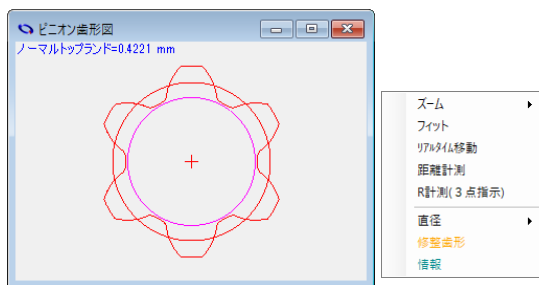 ピニオン歯形図
ノーマルトップランド=0.4221 mm
ズーム
フィット
リアルタイム移動
距離計測
R計測(３点指示)
直径
修整歯形
情報